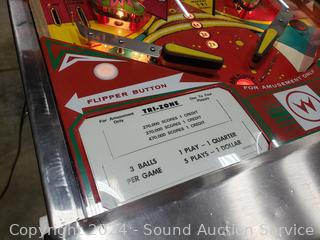 FLIPPER BUTTON
FOR AMUSEMENT ONLY
TRI-ZONE
For Amusement
Only
One To Four
Players
270,000 SCORES 1 CREDIT
370,000 SCORES 1 CREDIT
470,000 SCORES 1 CREDIT
3 BALLS
PER GAME
1 PLAY - 1 QUARTER
5 PLAYS - 1 DOLLAR
Copyright 2024 - Sound Auction Service